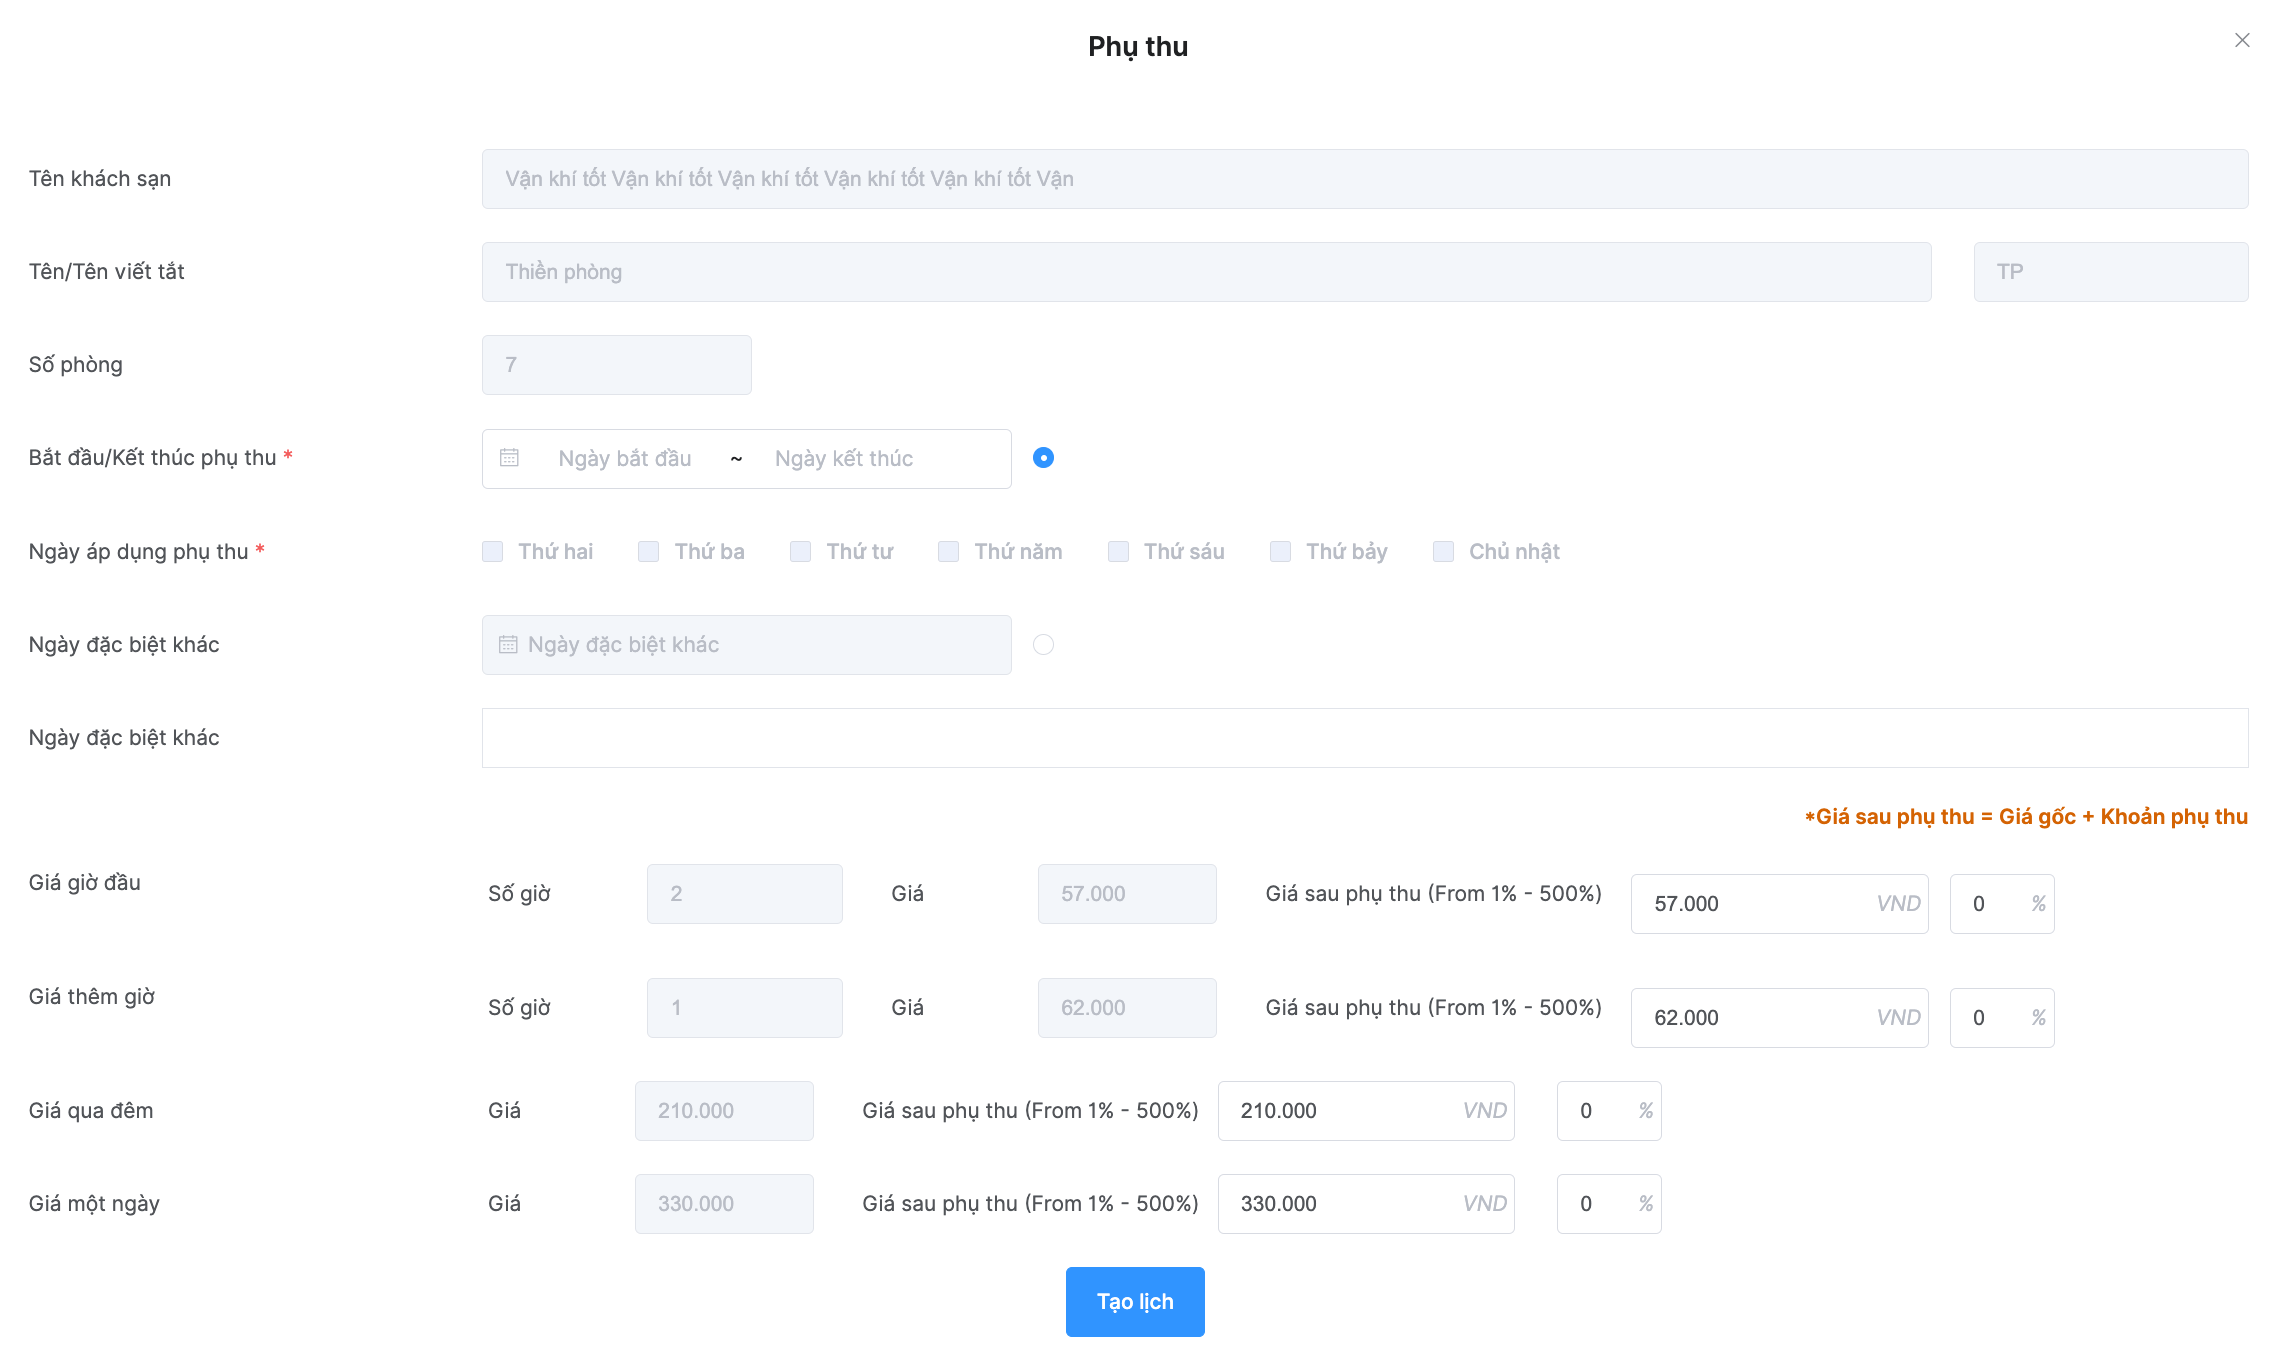 Phụ thu
Tên khách sạn Vận khí tốt Vận khí tốt Vận khí tốt Vận khí tốt Vận khí tốt Vận
Tên/Tên viết tắt Thiền phòng TP
Số phòng 7
Bắt đầu/Kết thúc phụ thu * Ngày bắt đầu ~ Ngày kết thúc
Ngày áp dụng phụ thu * Thứ hai Thứ ba Thứ tư Thứ năm Thứ sáu Thứ bảy Chủ nhật
Ngày đặc biệt khác Ngày đặc biệt khác
Ngày đặc biệt khác
*Giá sau phụ thu = Giá gốc + Khoản phụ thu
Giá giờ đầu Số giờ 2 Giá 57.000 Giá sau phụ thu (From 1% - 500%) 57.000 VND 0 %
Giá thêm giờ Số giờ 1 Giá 62.000 Giá sau phụ thu (From 1% - 500%) 62.000 VND 0 %
Giá qua đêm Giá 210.000 Giá sau phụ thu (From 1% - 500%) 210.000 VND 0 %
Giá một ngày Giá 330.000 Giá sau phụ thu (From 1% - 500%) 330.000 VND 0 %
Tạo lịch